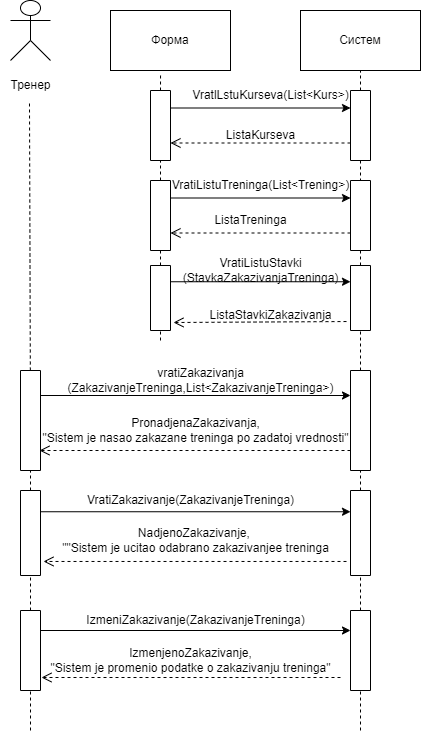 Форма
Систем
Тренер
VratILstuKurseva(List<Kurs>)
ListaKurseva
VratiListuTreninga(List<Trening>)
ListaTreninga
VratiListuStavki
(StavkaZakazivanjaTreninga)
ListaStavkiZakazivanja
vratiZakazivanja
(ZakazivanjeTreninga,List<ZakazivanjeTreninga>)
PronadjenaZakazivanja,
"Sistem je nasao zakazane treninga po zadatoj vrednosti"
VratiZakazivanje(ZakazivanjeTreninga)
NadjenoZakazivanje,
""Sistem je ucitao odabrano zakazivanjee treninga
IzmeniZakazivanje(ZakazivanjeTreninga)
IzmenjenoZakazivanje,
"Sistem je promenio podatke o zakazivanju treninga"